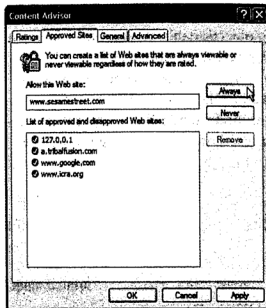 Content Advisor
Ratings Approved Sites General Advanced
You can create a list of Web sites that are always viewable or
never viewable regardless of how they are rated.
Allow this Web site:
www.sesamestreet.com
Always
Never
List of approved and disapproved Web sites:
Remove
127.0.0.1
a.tribalfusion.com
www.google.com
www.icra.org
OK Cancel Apply